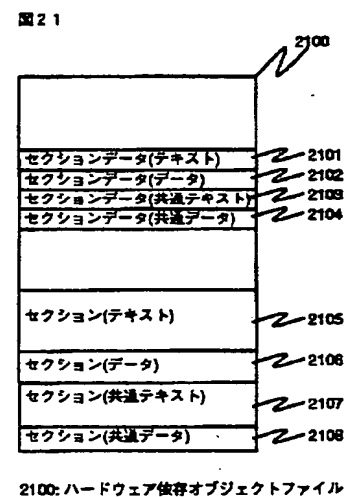 図21
2100
セクションデータ(テキスト) 2101
セクションデータ(データ) 2102
セクションデータ(共通テキスト) 2103
セクションデータ(共通データ) 2104
セクション(テキスト) 2105
セクション(データ) 2106
セクション(共通テキスト) 2107
セクション(共通データ) 2108
2100: ハードウェア依存オブジェクトファイル